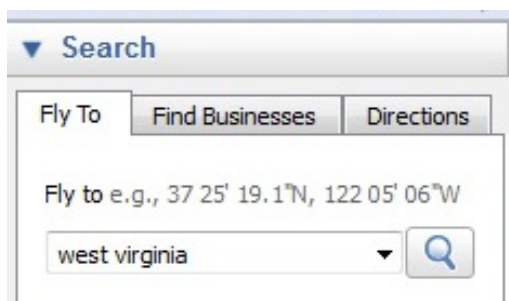 Search
Fly To Find Businesses Directions
Fly to e.g., 37 25' 19.1"N, 122 05' 06"W
west virginia